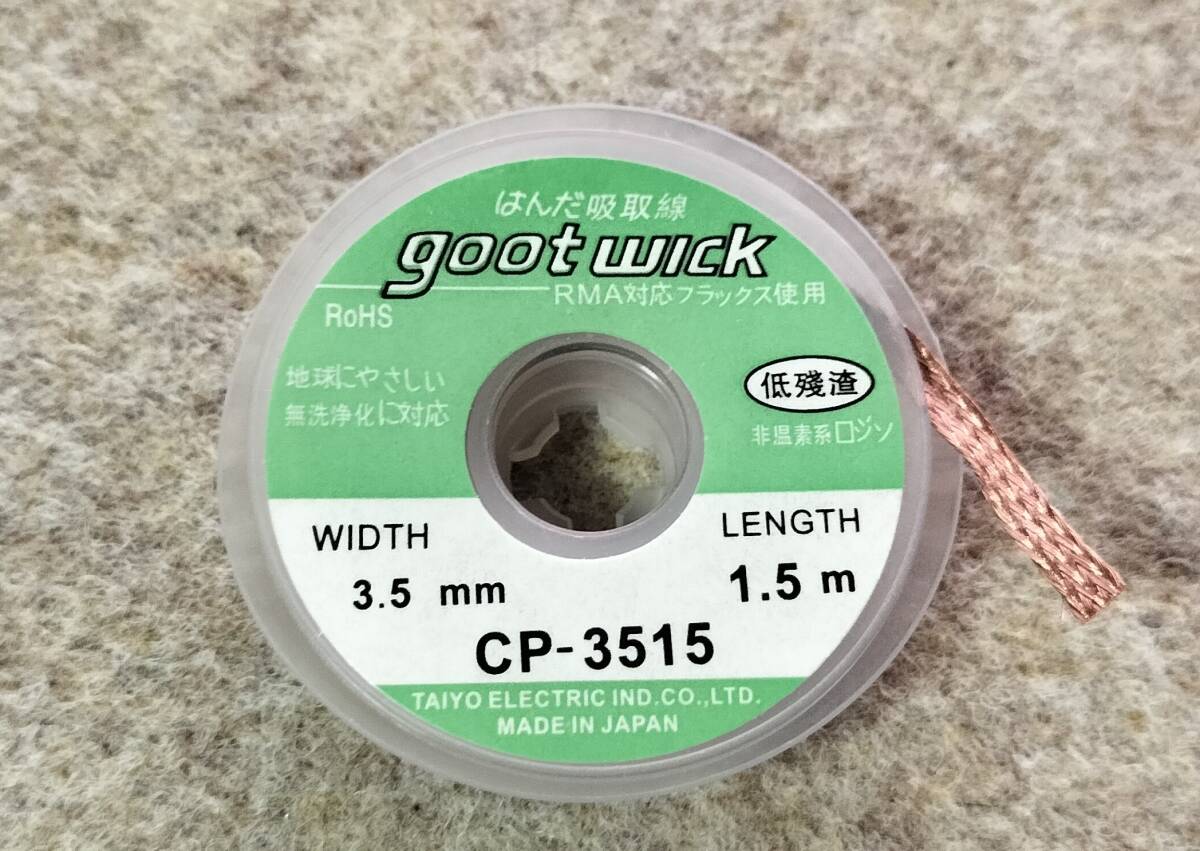 はんだ吸取線
goot wick
RMA対応フラックス使用
RoHS
地球にやさしい
無洗浄化に対応
低殘渣
非温素系ロジソ
WIDTH
3.5 mm
LENGTH
1.5 m
CP-3515
TAIYO ELECTRIC IND.CO.,LTD.
MADE IN JAPAN